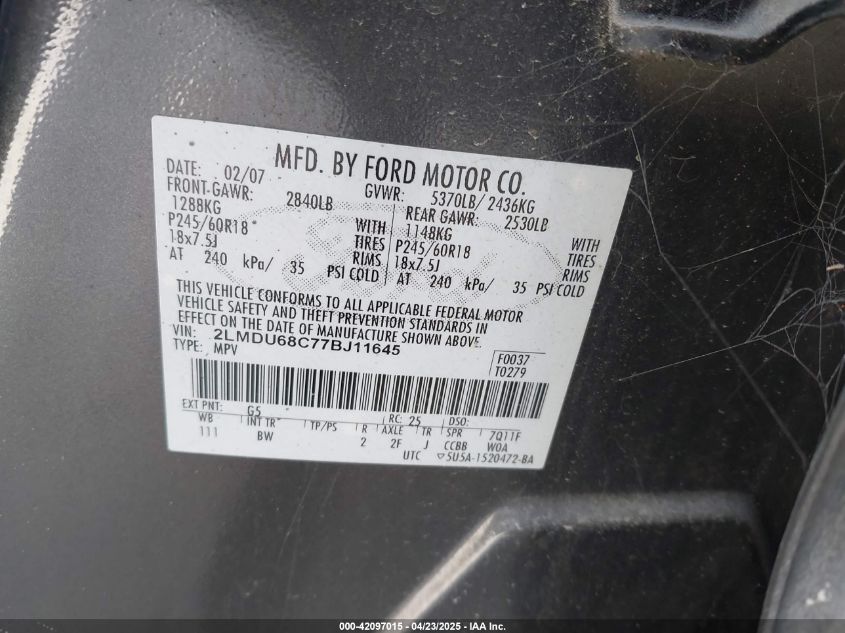 MFD. BY FORD MOTOR CO.
DATE: 02/07 GVWR: 5370LB/ 2436KG
FRONT GAWR: 2840LB REAR GAWR: 2530LB
1288KG WITH 1148KG WITH
P245/60R18 TIRES P245/60R18 TIRES
18x7.5J RIMS 18x7.5J RIMS
AT 240 kPa/ 35 PSI COLD AT 240 kPa/ 35 PSI COLD
THIS VEHICLE CONFORMS TO ALL APPLICABLE FEDERAL MOTOR
VEHICLE SAFETY AND THEFT PREVENTION STANDARDS IN
EFFECT ON THE DATE OF MANUFACTURE SHOWN ABOVE.
VIN: 2LMDU68C77BJ11645
TYPE: MPV
F0037
T0279
EXT PNT: G5 RC: 25 DSO:
WB INT TR TP/PS R AXLE TR SPR 7Q11F
111 BW 2 2F J CCBB W0A
UTC ▽5U5A-1520472-BA
000-42097015 - 04/23/2025 - IAA Inc.